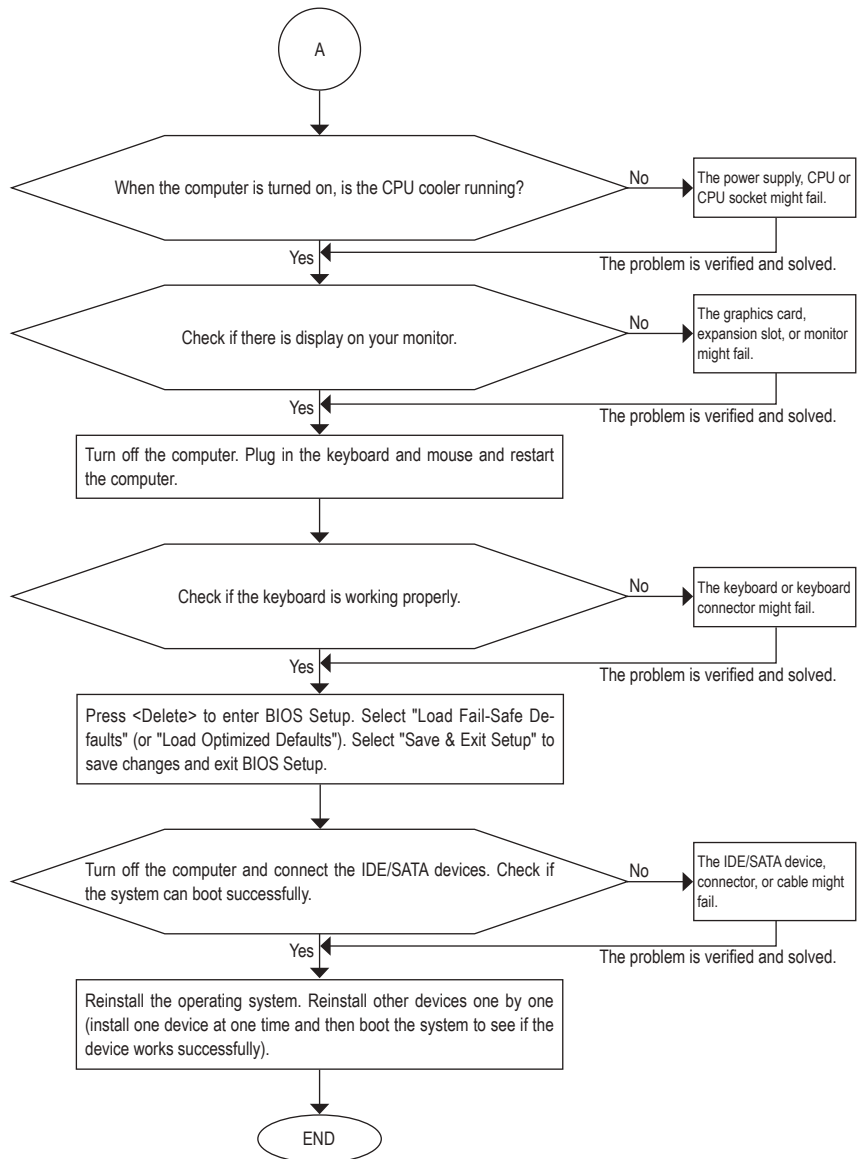 A
When the computer is turned on, is the CPU cooler running?
No
The power supply, CPU or
CPU socket might fail.
Yes
The problem is verified and solved.
Check if there is display on your monitor.
No
The graphics card,
expansion slot, or monitor
might fail.
Yes
The problem is verified and solved.
Turn off the computer. Plug in the keyboard and mouse and restart
the computer.
Check if the keyboard is working properly.
No
The keyboard or keyboard
connector might fail.
Yes
The problem is verified and solved.
Press <Delete> to enter BIOS Setup. Select "Load Fail-Safe De-
faults" (or "Load Optimized Defaults"). Select "Save & Exit Setup" to
save changes and exit BIOS Setup.
Turn off the computer and connect the IDE/SATA devices. Check if
the system can boot successfully.
No
The IDE/SATA device,
connector, or cable might
fail.
Yes
The problem is verified and solved.
Reinstall the operating system. Reinstall other devices one by one
(install one device at one time and then boot the system to see if the
device works successfully).
END